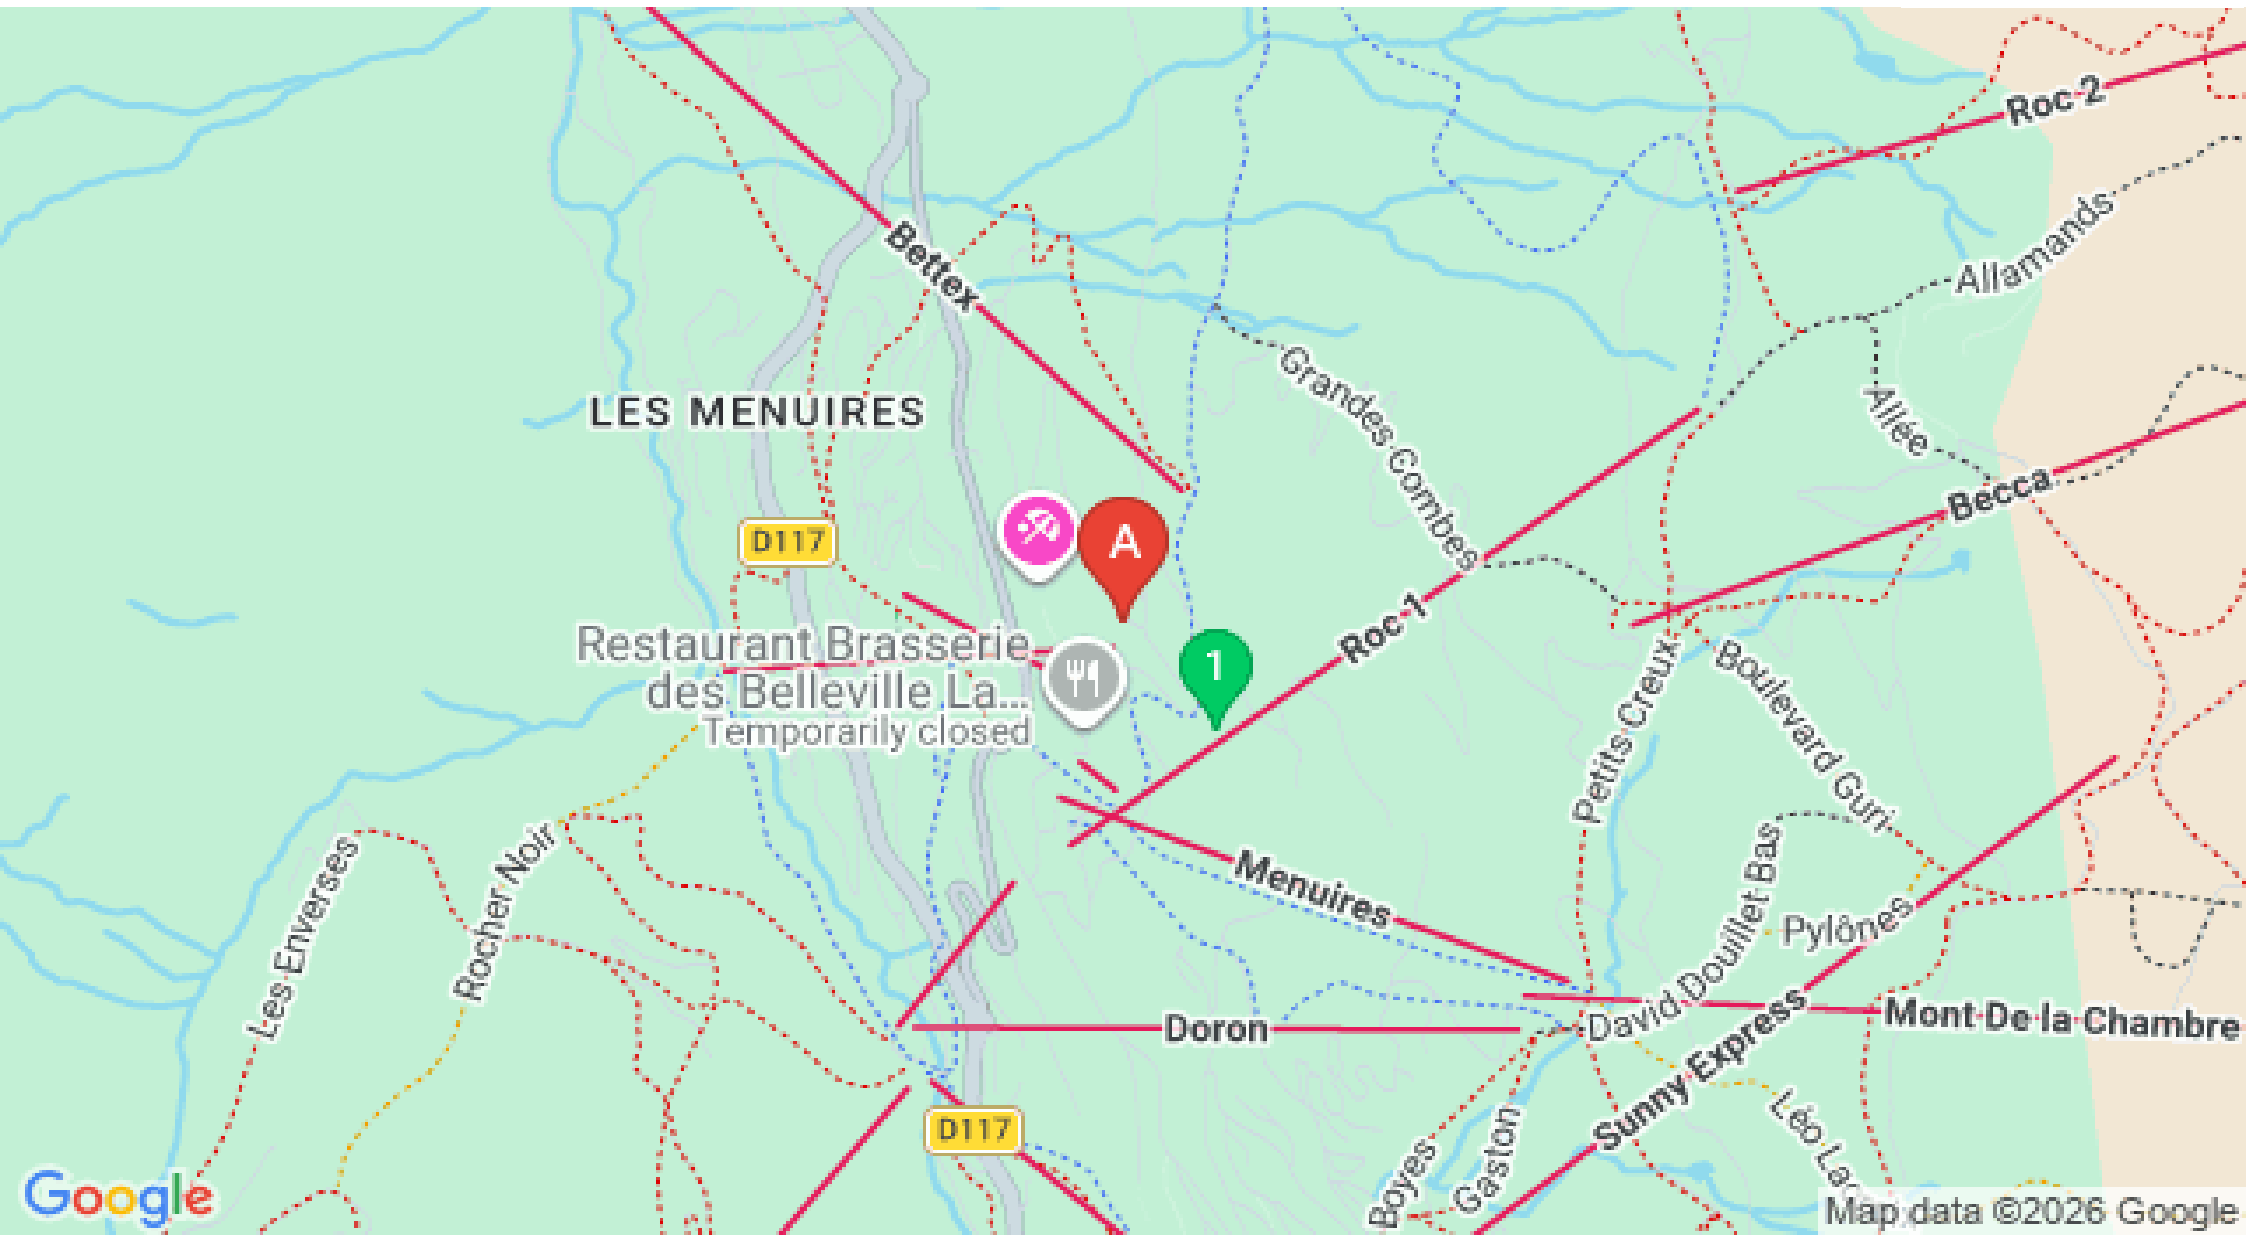 Roc 2
Allamands
Bettex
Grandes Combes
LES MENUIRES
Allée
Becca
D117
A
Roc 1
Restaurant Brasserie
des Belleville La...
Temporarily closed
1
Petits Creux
Boulevard Guri
Les Enverses
Rocher Noir
Menuires
David Douillet Bas
Pylônes
Doron
Mont De la Chambre
Sunny Express
D117
Boyes
Gaston
Léo
Google
Map data ©2026 Google